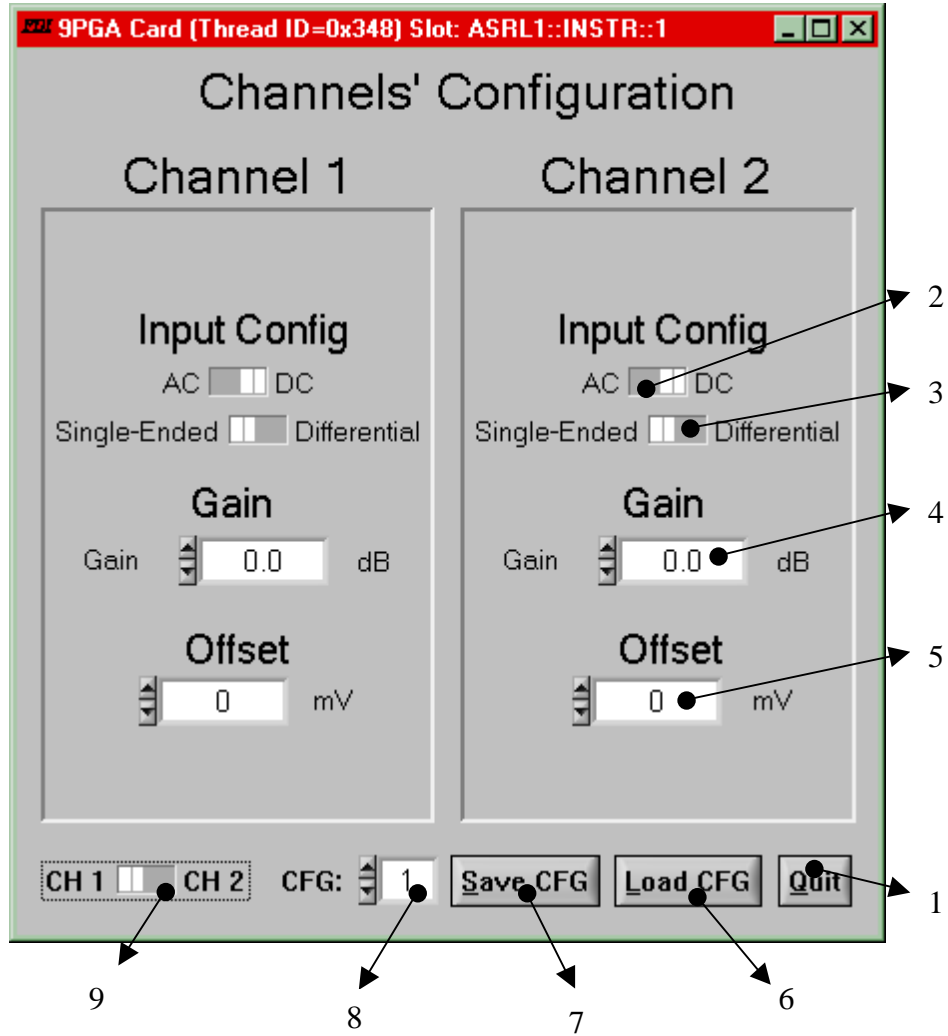 9PGA Card (Thread ID=0x348) Slot: ASRL1::INSTR::1
Channels' Configuration
Channel 1
Input Config
AC DC
Single-Ended Differential
Gain
Gain 0.0 dB
Offset
0 mV
Channel 2
Input Config
AC DC
Single-Ended Differential
Gain
Gain 0.0 dB
Offset
0 mV
2
3
4
5
CH 1 CH 2 CFG: 1 Save CFG Load CFG Quit
1
9
8
7
6